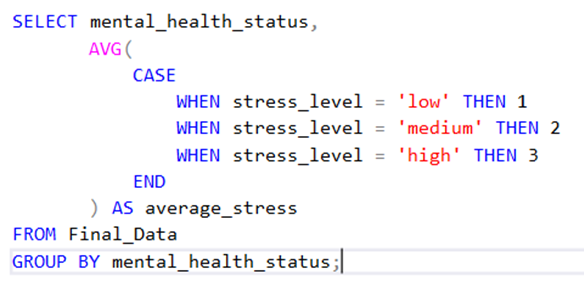 SELECT mental_health_status,
AVG(
CASE
WHEN stress_level = 'low' THEN 1
WHEN stress_level = 'medium' THEN 2
WHEN stress_level = 'high' THEN 3
END
) AS average_stress
FROM Final_Data
GROUP BY mental_health_status;